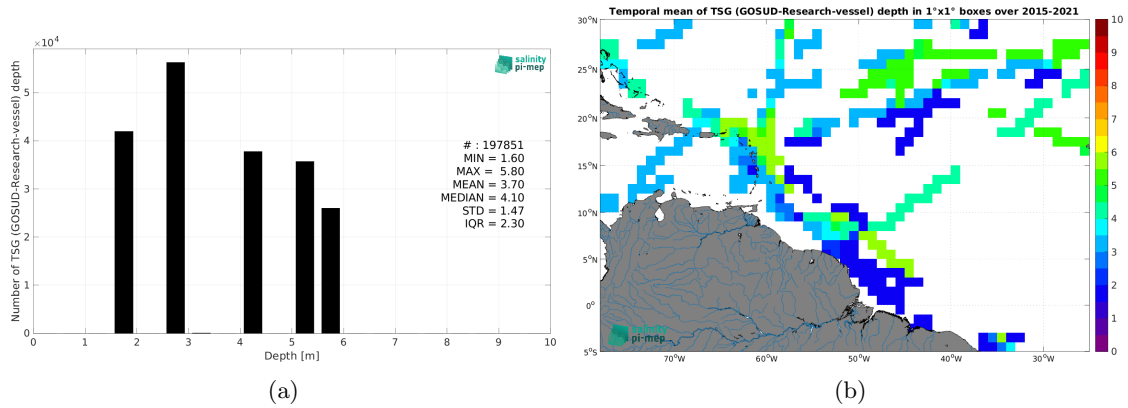 ×10⁴
Number of TSG (GOSUD-Research-vessel) depth
5
4
3
2
1
0
salinity
pi-mep
# : 197851
MIN = 1.60
MAX = 5.80
MEAN = 3.70
MEDIAN = 4.10
STD = 1.47
IQR = 2.30
0 1 2 3 4 5 6 7 8 9 10
Depth [m]
(a)
Temporal mean of TSG (GOSUD-Research-vessel) depth in 1°x1° boxes over 2015-2021
30°N
25°N
20°N
15°N
10°N
5°N
0°
5°S
70°W 60°W 50°W 40°W 30°W
salinity
pi-mep
10
9
8
7
6
5
4
3
2
1
0
(b)